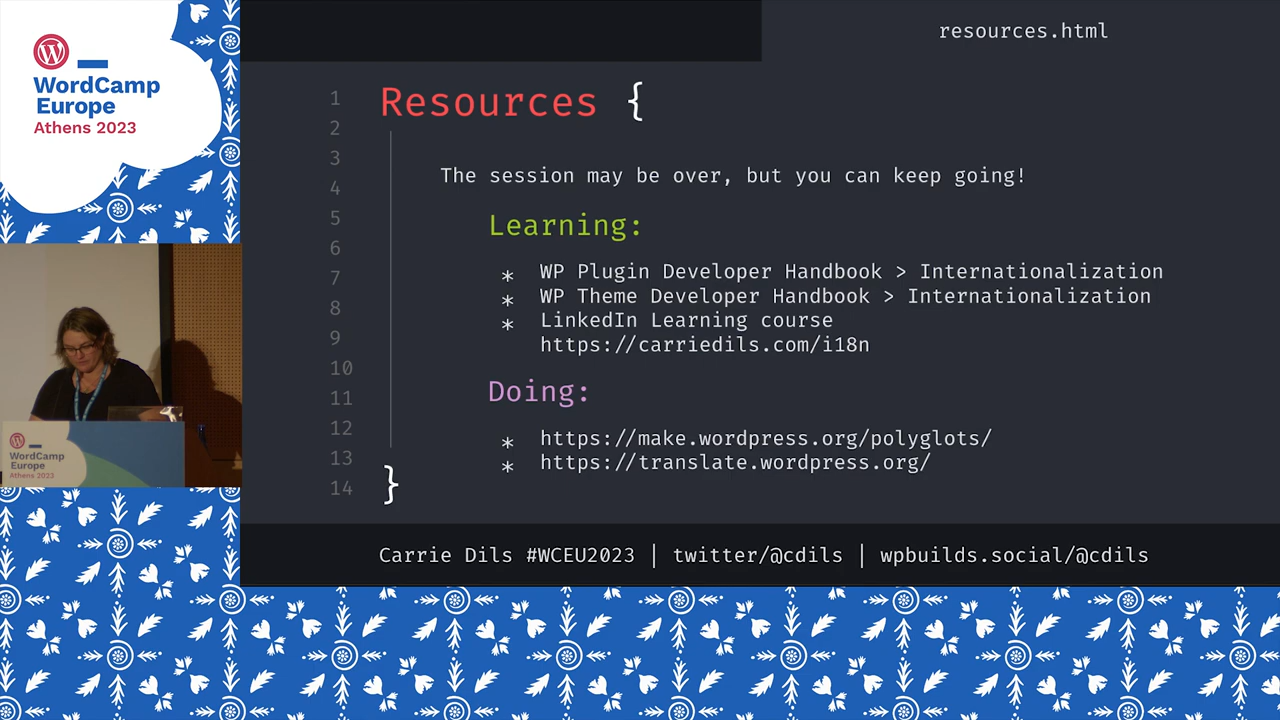 WordCamp
Europe
Athens 2023
WordCamp
Europe
Athens 2023
resources.html
1
2
3
4
5
6
7
8
9
10
11
12
13
14
Resources {
The session may be over, but you can keep going!
Learning:
* WP Plugin Developer Handbook > Internationalization
* WP Theme Developer Handbook > Internationalization
* LinkedIn Learning course
https://carriedils.com/i18n
Doing:
* https://make.wordpress.org/polyglots/
* https://translate.wordpress.org/
}
Carrie Dils #WCEU2023 | twitter/@cdils | wpbuilds.social/@cdils